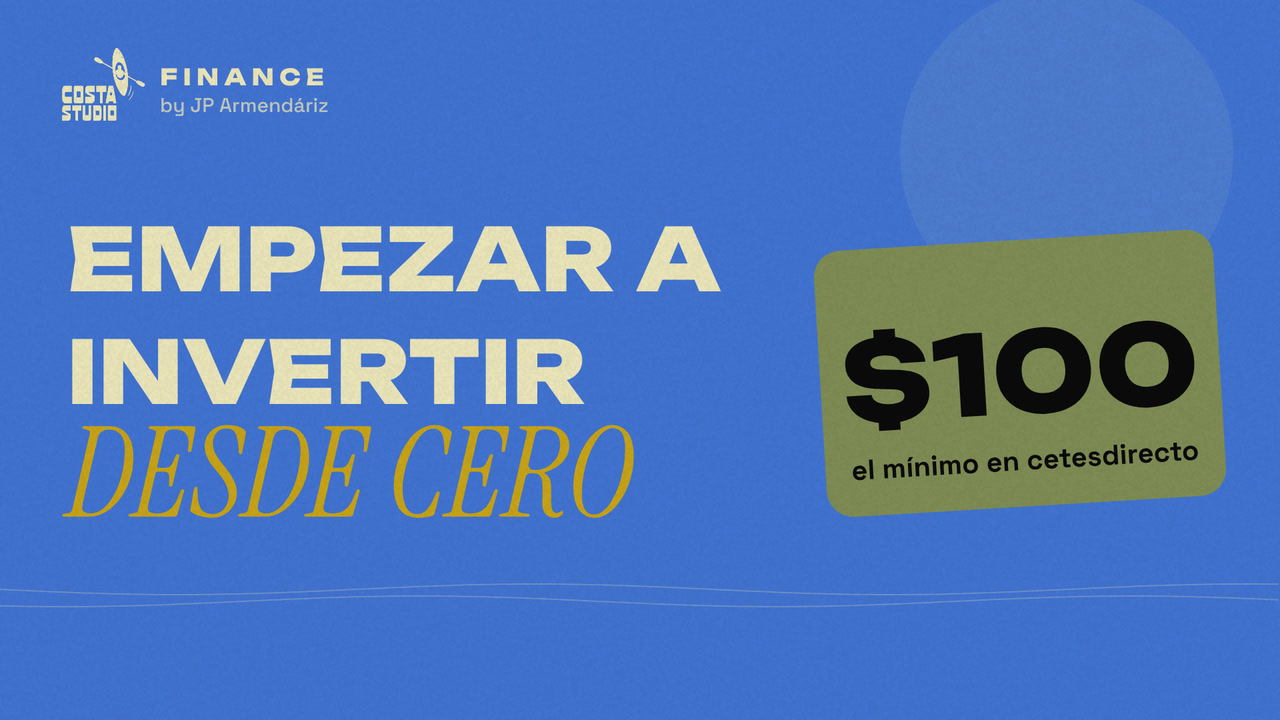 COSTA
STUDIO
FINANCE
by JP Armendáriz
EMPEZAR A
INVERTIR
DESDE CERO
$100
el mínimo en cetesdirecto